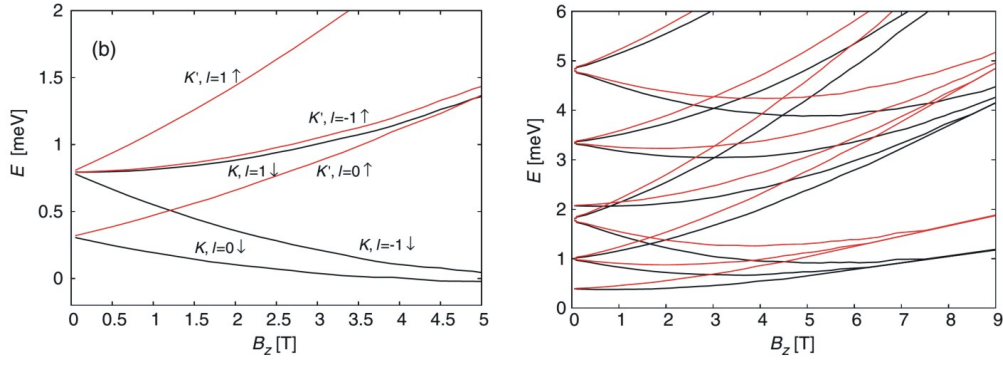 (b)
E [meV]
2
1.5
1
0.5
0
K', l=1↑
K', l=-1↑
K, l=1↓
K', l=0↑
K, l=0↓
K, l=-1↓
0 0.5 1 1.5 2 2.5 3 3.5 4 4.5 5
B_z [T]
E [meV]
6
5
4
3
2
1
0
0 1 2 3 4 5 6 7 8 9
B_z [T]